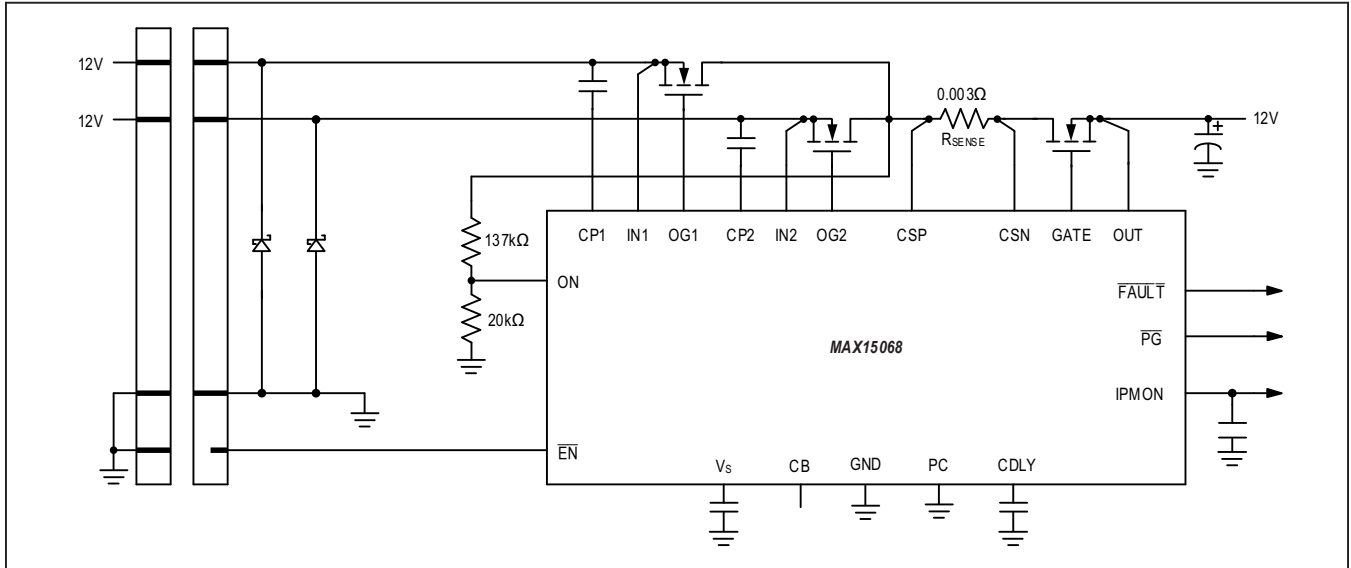 12V
12V
0.003Ω
RSENSE
12V
137kΩ
20kΩ
CP1 IN1 OG1 CP2 IN2 OG2 CSP CSN GATE OUT
ON
FAULT
PG
MAX15068
IPMON
EN
VS CB GND PC CDLY
+